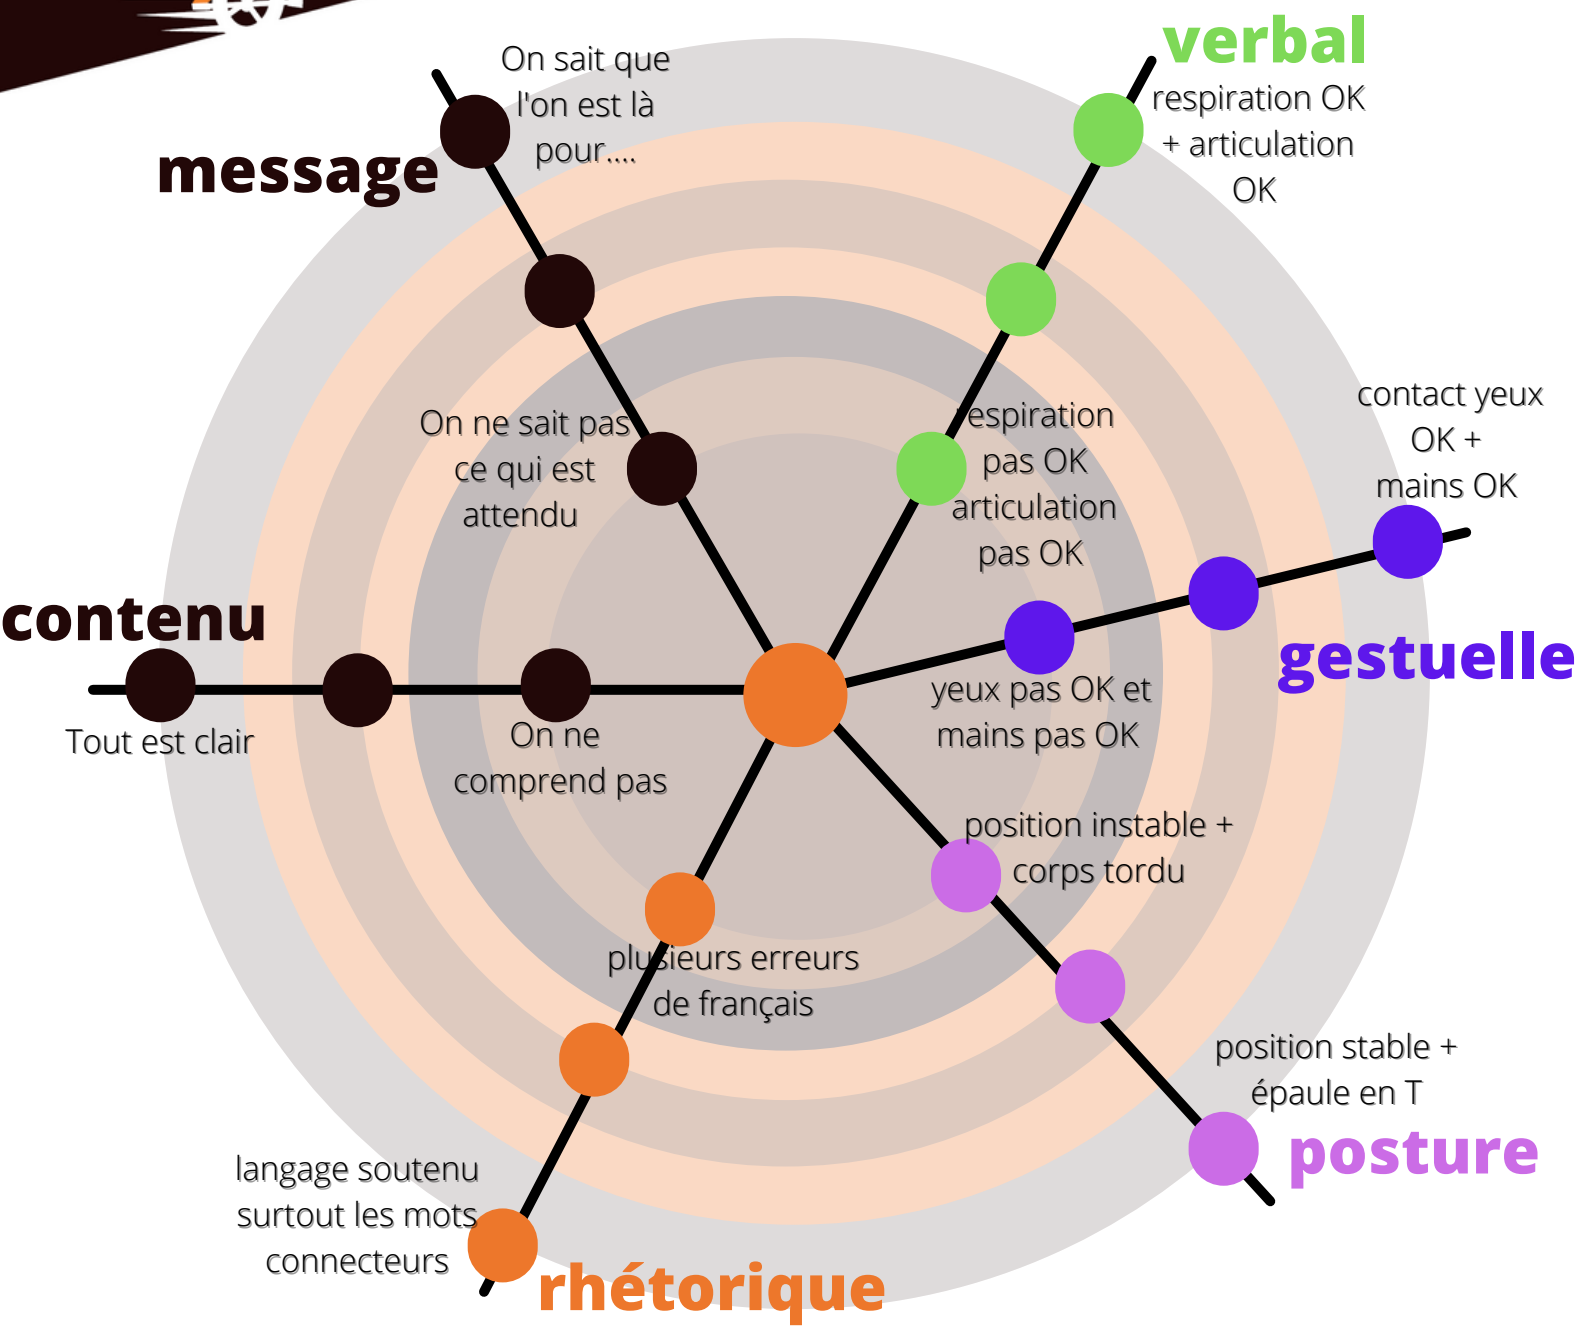 verbal
respiration OK
+ articulation
OK
On sait que
l'on est là
pour....
message
On ne sait pas
ce qui est
attendu
respiration
pas OK
articulation
pas OK
contact yeux
OK +
mains OK
gestuelle
yeux pas OK et
mains pas OK
contenu
Tout est clair
On ne
comprend pas
position instable +
corps tordu
plusieurs erreurs
de français
position stable +
épaule en T
posture
langage soutenu
surtout les mots
connecteurs
rhétorique